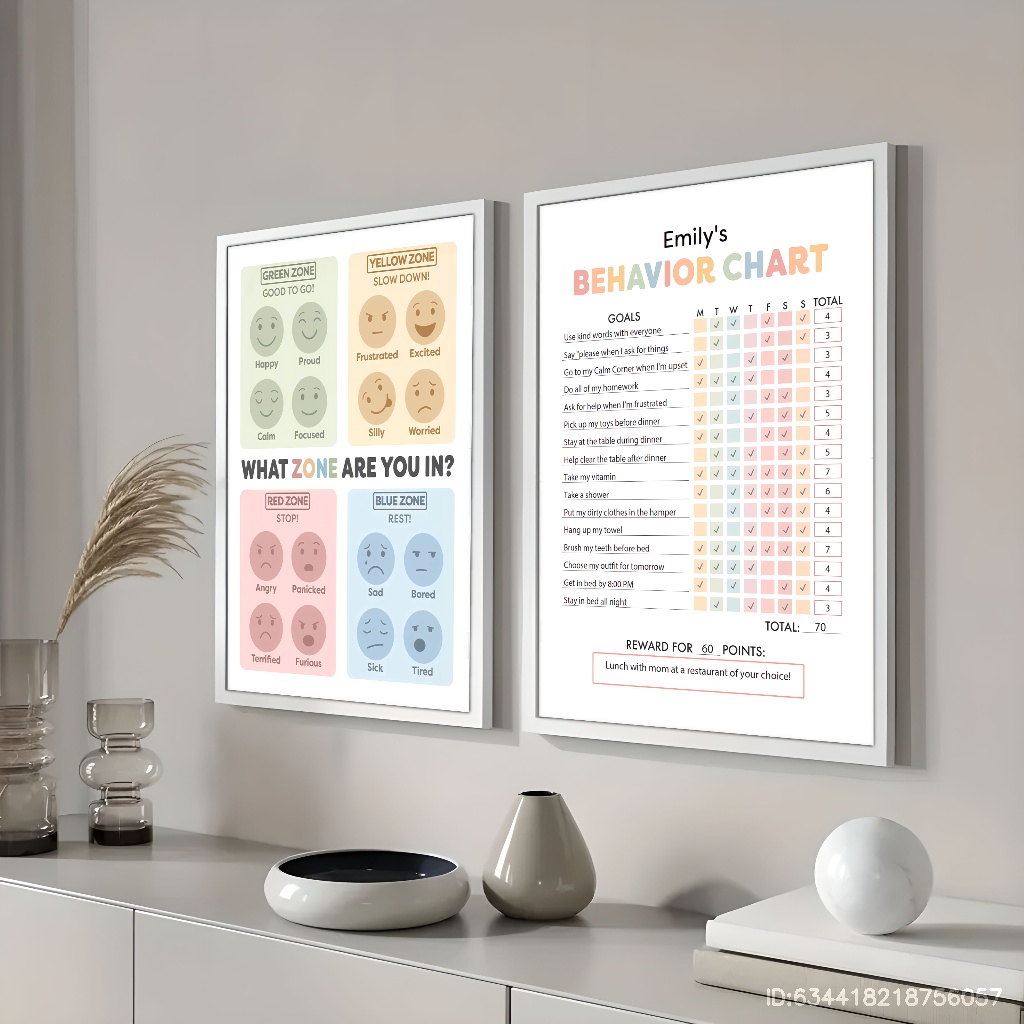 GREEN ZONE
GOOD TO GO!
Happy Proud
Calm Focused
YELLOW ZONE
SLOW DOWN!
Frustrated Excited
Silly Worried
WHAT ZONE ARE YOU IN?
RED ZONE
STOP!
Angry Panicked
Terrified Furious
BLUE ZONE
REST!
Sad Bored
Sick Tired
Emily's
BEHAVIOR CHART
GOALS M T W T F S S TOTAL
Use kind words with everyone ✓ ✓ ✓ ✓ 4
Say "please when I ask for things ✓ ✓ ✓ 3
Go to my Calm Corner when I'm upset ✓ ✓ ✓ 3
Do all of my homework ✓ ✓ ✓ ✓ 4
Ask for help when I'm frustrated ✓ ✓ ✓ 3
Pick up my toys before dinner ✓ ✓ ✓ ✓ ✓ 5
Stay at the table during dinner ✓ ✓ ✓ ✓ 4
Help clear the table after dinner ✓ ✓ ✓ ✓ ✓ 5
Take my vitamin ✓ ✓ ✓ ✓ ✓ ✓ ✓ 7
Take a shower ✓ ✓ ✓ ✓ ✓ ✓ 6
Put my dirty clothes in the hamper ✓ ✓ ✓ ✓ 4
Hang up my towel ✓ ✓ ✓ ✓ 4
Brush my teeth before bed ✓ ✓ ✓ ✓ ✓ ✓ ✓ 7
Choose my outfit for tomorrow ✓ ✓ ✓ ✓ 4
Get in bed by 8:00 PM ✓ ✓ ✓ ✓ 4
Stay in bed all night ✓ ✓ ✓ 3
TOTAL: 70
REWARD FOR 60 POINTS:
Lunch with mom at a restaurant of your choice!
ID:634418218756057